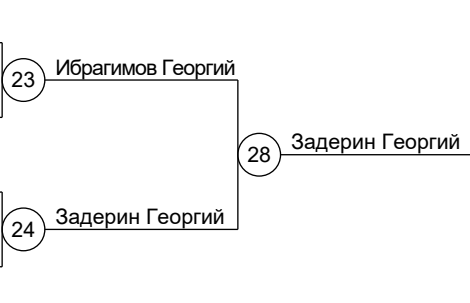 23 Ибрагимов Георгий
28 Задерин Георгий
24 Задерин Георгий